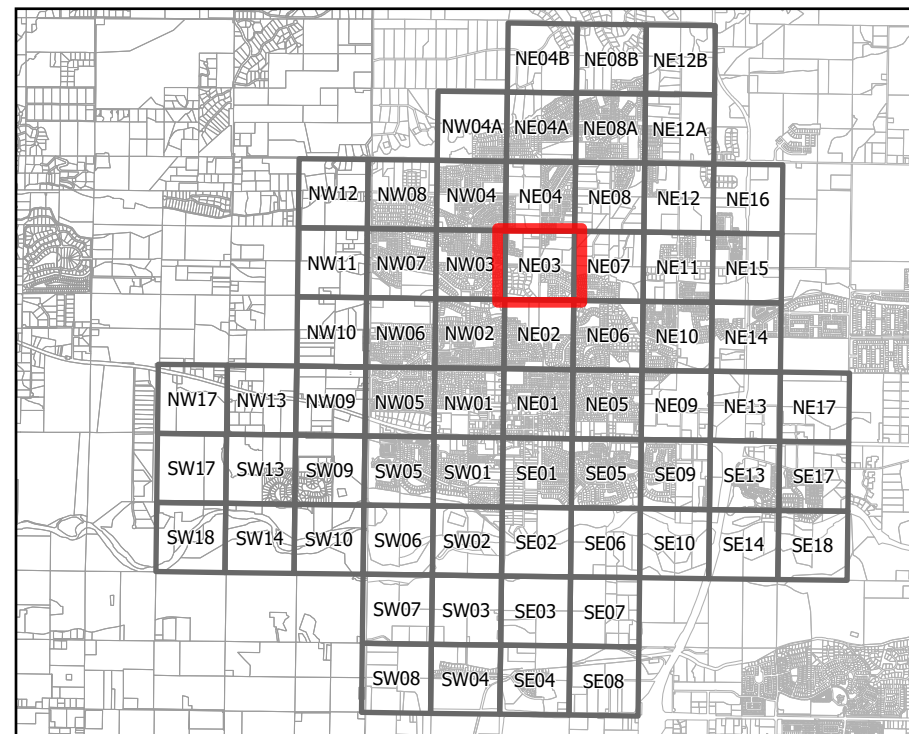 NE04B NE08B NE12B
NW04A NE04A NE08A NE12A
NW12 NW08 NW04 NE04 NE08 NE12 NE16
NW11 NW07 NW03 NE03 NE07 NE11 NE15
NW10 NW06 NW02 NE02 NE06 NE10 NE14
NW17 NW13 NW09 NW05 NW01 NE01 NE05 NE09 NE13 NE17
SW17 SW13 SW09 SW05 SW01 SE01 SE05 SE09 SE13 SE17
SW18 SW14 SW10 SW06 SW02 SE02 SE06 SE10 SE14 SE18
SW07 SW03 SE03 SE07
SW08 SW04 SE04 SE08